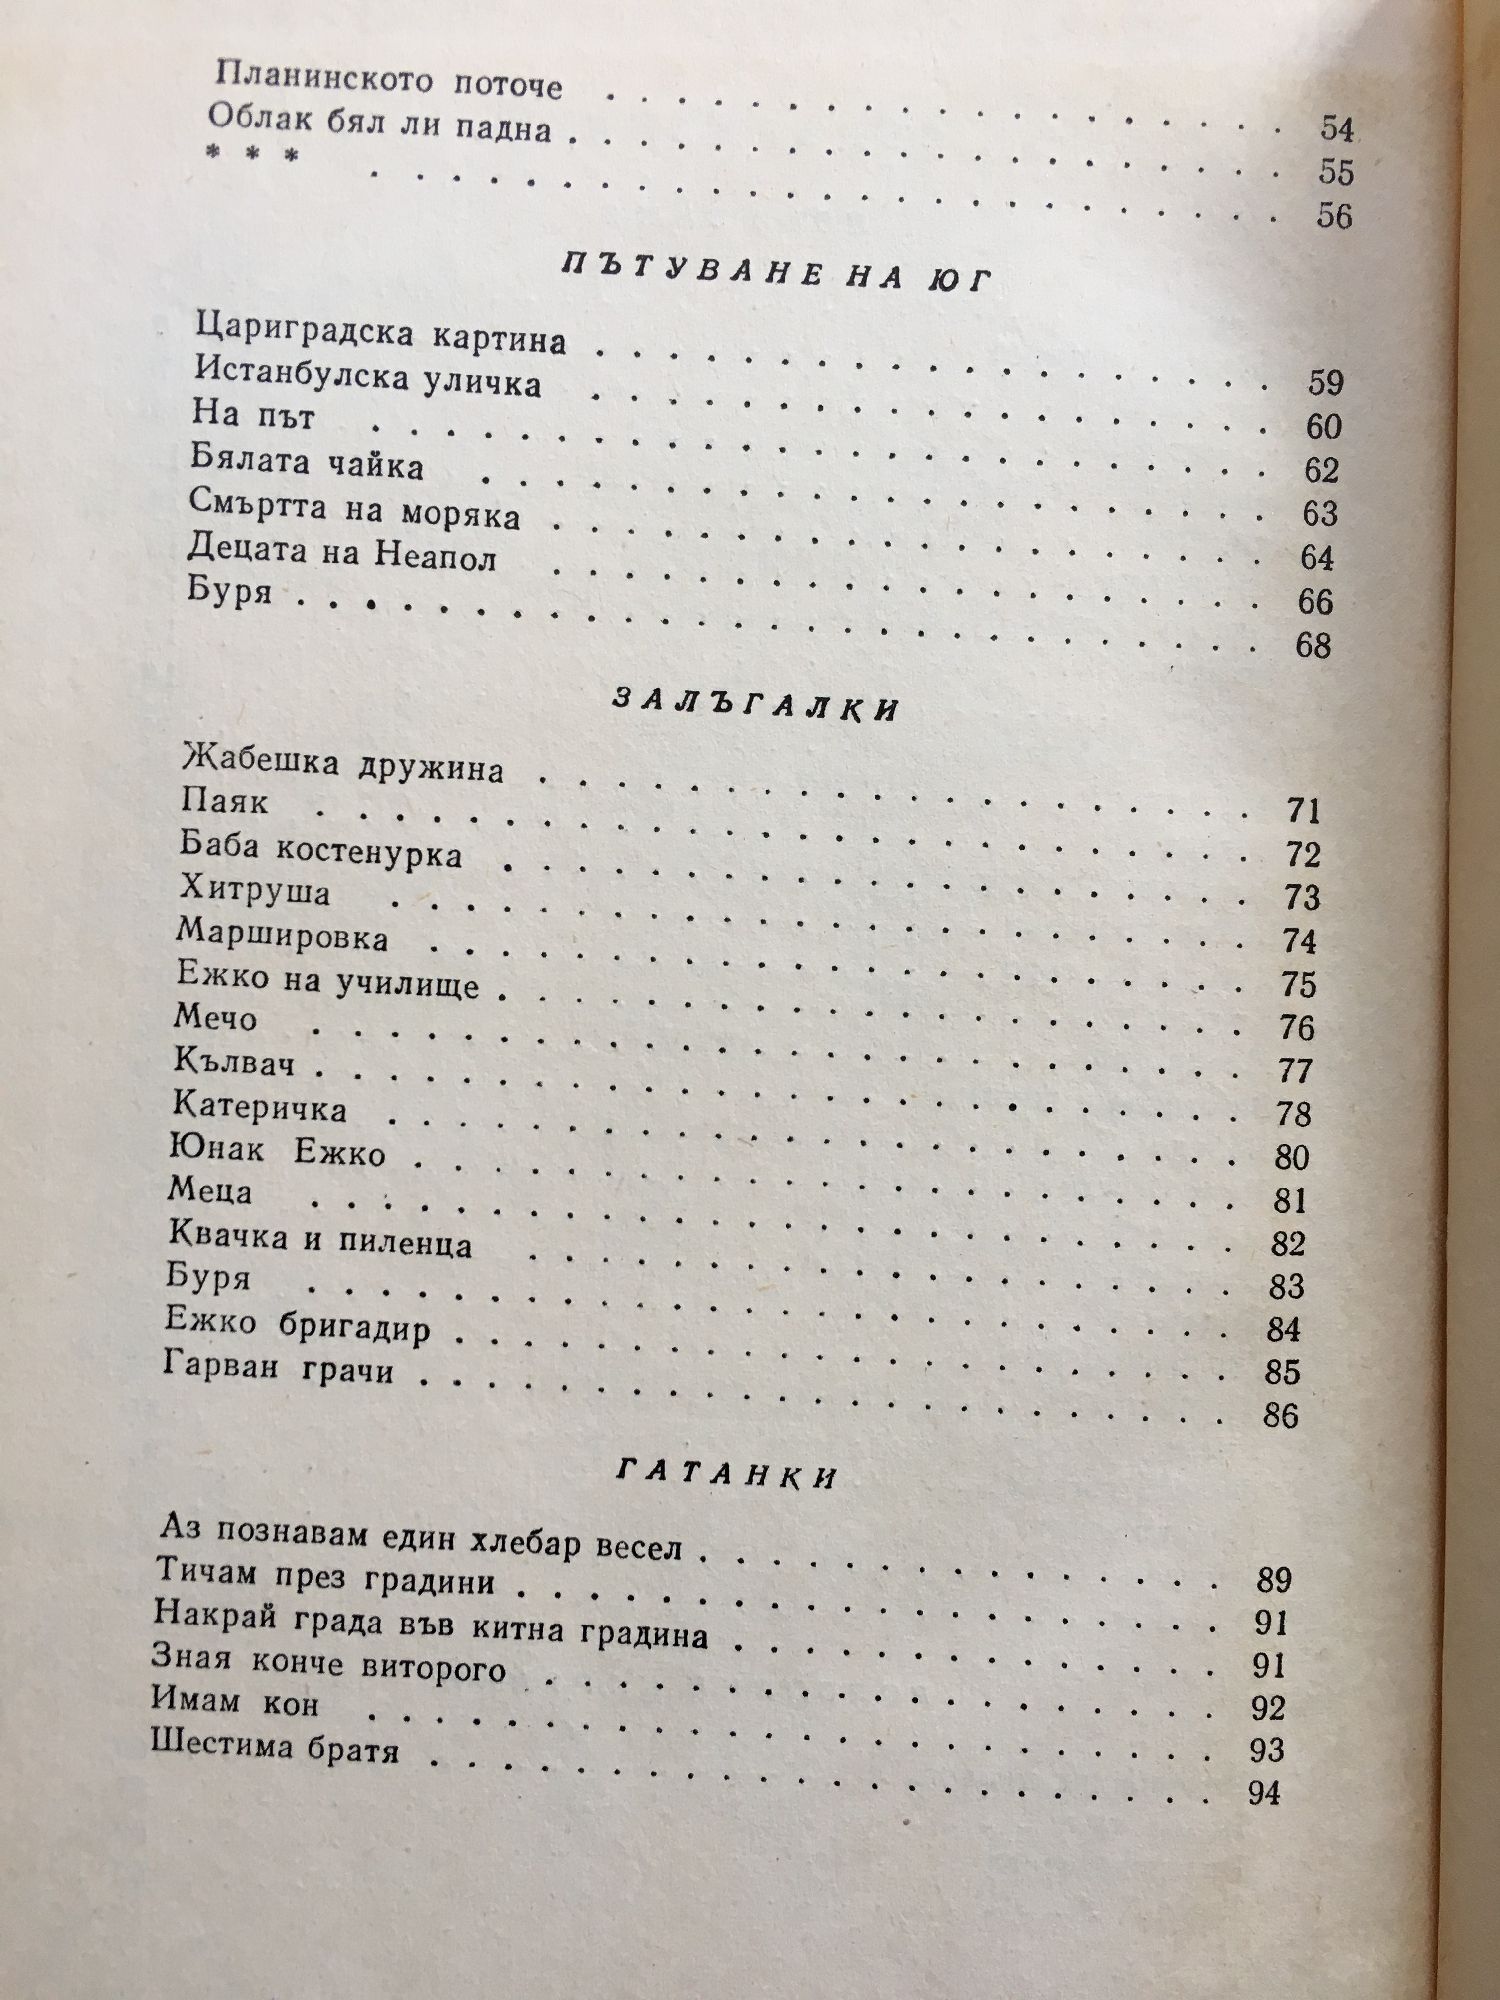 Планинското поточе . . . . . . . . . . . . . . . . . . . 54
Облак бял ли падна . . . . . . . . . . . . . . . . . . . . 55
* * * . . . . . . . . . . . . . . . . . . . . . . . . . 56
ПЪТУВАНЕ НА ЮГ
Цариградска картина . . . . . . . . . . . . . . . . . . . 59
Истанбулска уличка . . . . . . . . . . . . . . . . . . . 60
На път . . . . . . . . . . . . . . . . . . . . . . . . . 62
Бялата чайка . . . . . . . . . . . . . . . . . . . . . . 63
Смъртта на моряка . . . . . . . . . . . . . . . . . . . . 64
Децата на Неапол . . . . . . . . . . . . . . . . . . . . 66
Буря . . . . . . . . . . . . . . . . . . . . . . . . . . . 68
ЗАЛЪГАЛКИ
Жабешка дружина . . . . . . . . . . . . . . . . . . . . 71
Паяк . . . . . . . . . . . . . . . . . . . . . . . . . . 72
Баба костенурка . . . . . . . . . . . . . . . . . . . . . 73
Хитруша . . . . . . . . . . . . . . . . . . . . . . . . 74
Маршировка . . . . . . . . . . . . . . . . . . . . . . . 75
Ежко на училище . . . . . . . . . . . . . . . . . . . . . 76
Мечо . . . . . . . . . . . . . . . . . . . . . . . . . . 77
Кълвач . . . . . . . . . . . . . . . . . . . . . . . . . . 78
Катеричка . . . . . . . . . . . . . . . . . . . . . . . . 80
Юнак Ежко . . . . . . . . . . . . . . . . . . . . . . . 81
Меца . . . . . . . . . . . . . . . . . . . . . . . . . . 82
Квачка и пиленца . . . . . . . . . . . . . . . . . . . . 83
Буря . . . . . . . . . . . . . . . . . . . . . . . . . . 84
Ежко бригадир . . . . . . . . . . . . . . . . . . . . . . 85
Гарван грачи . . . . . . . . . . . . . . . . . . . . . . . 86
ГАТАНКИ
Аз познавам един хлебар весел . . . . . . . . . . . . . . . 89
Тичам през градини . . . . . . . . . . . . . . . . . . . . 91
Накрай града във китна градина . . . . . . . . . . . . . . 91
Зная конче виторого . . . . . . . . . . . . . . . . . . . 92
Имам кон . . . . . . . . . . . . . . . . . . . . . . . . 93
Шестима братя . . . . . . . . . . . . . . . . . . . . . . 94